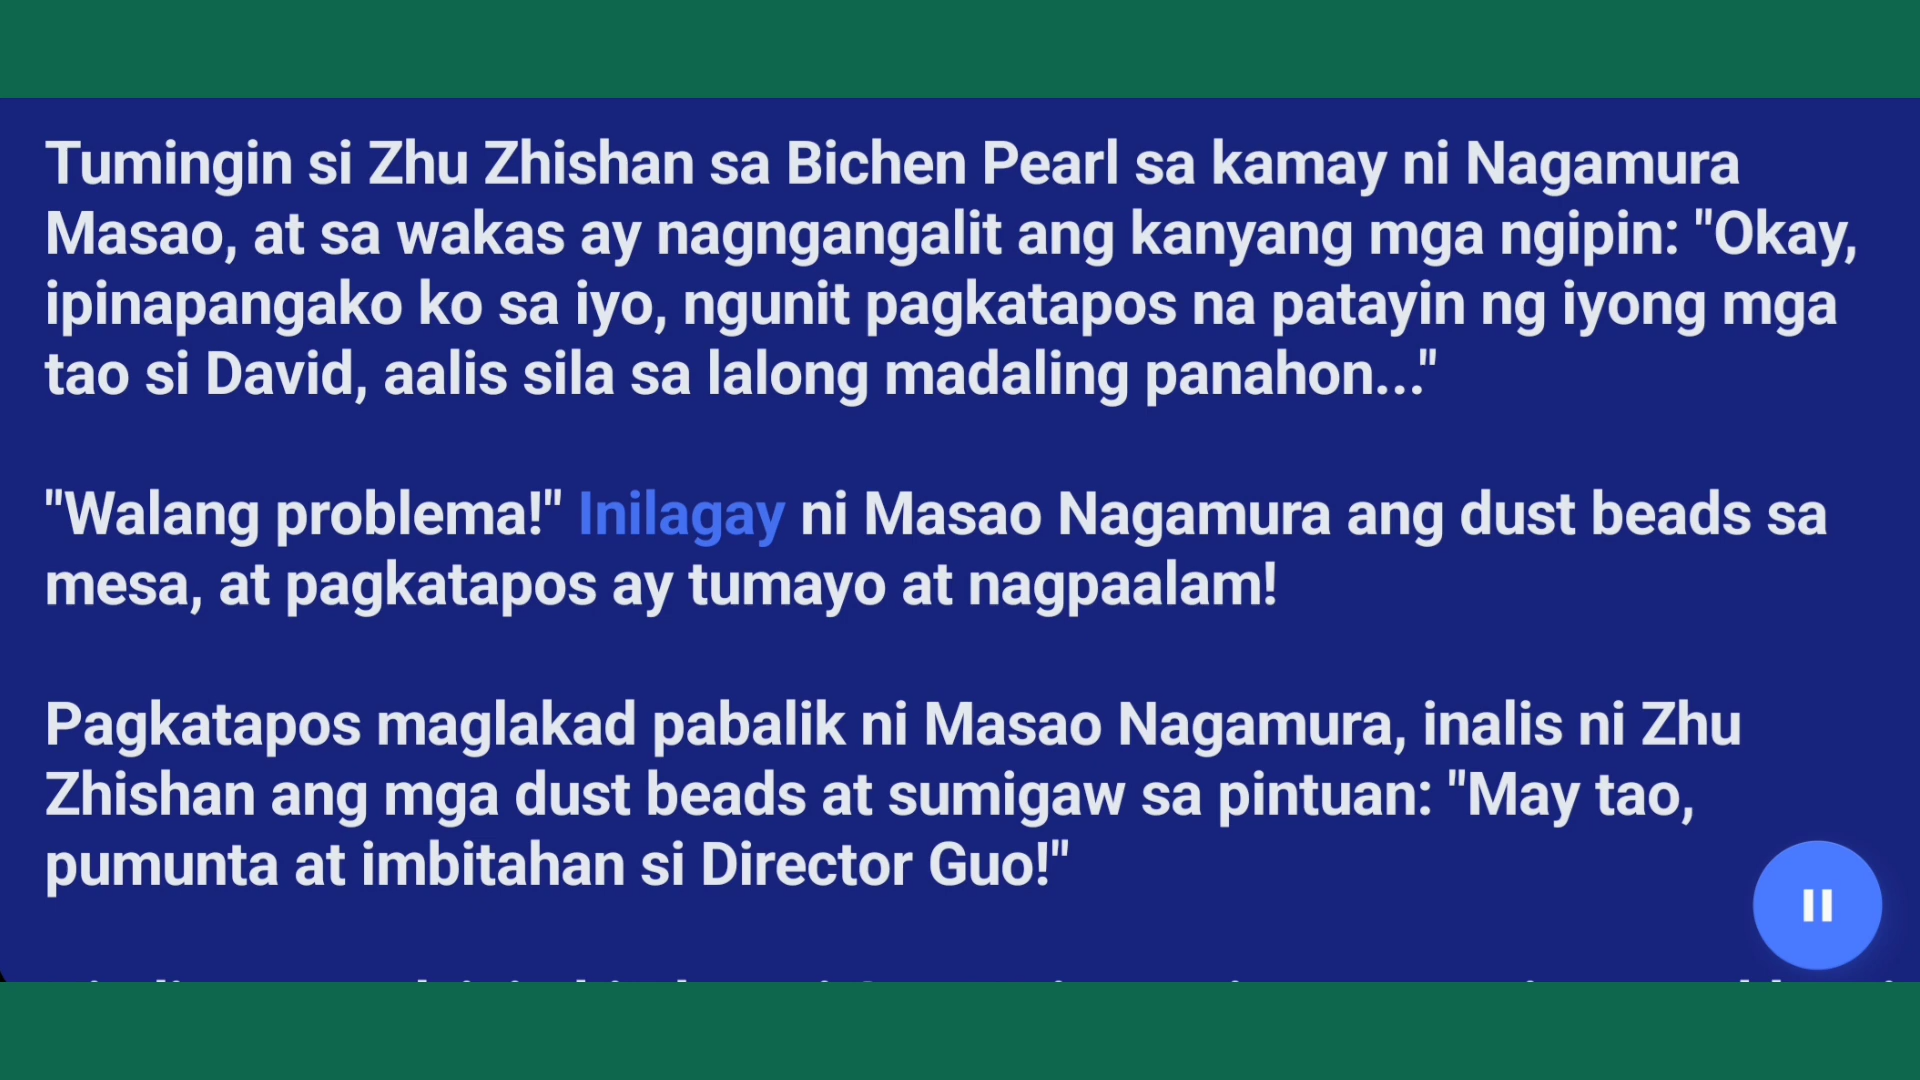 Tumingin si Zhu Zhishan sa Bichen Pearl sa kamay ni Nagamura
Masao, at sa wakas ay nagngangalit ang kanyang mga ngipin: "Okay,
ipinapangako ko sa iyo, ngunit pagkatapos na patayin ng iyong mga
tao si David, aalis sila sa lalong madaling panahon..."
"Walang problema!" Inilagay ni Masao Nagamura ang dust beads sa
mesa, at pagkatapos ay tumayo at nagpaalam!
Pagkatapos maglakad pabalik ni Masao Nagamura, inalis ni Zhu
Zhishan ang mga dust beads at sumigaw sa pintuan: "May tao,
pumunta at imbitahan si Director Guo!"